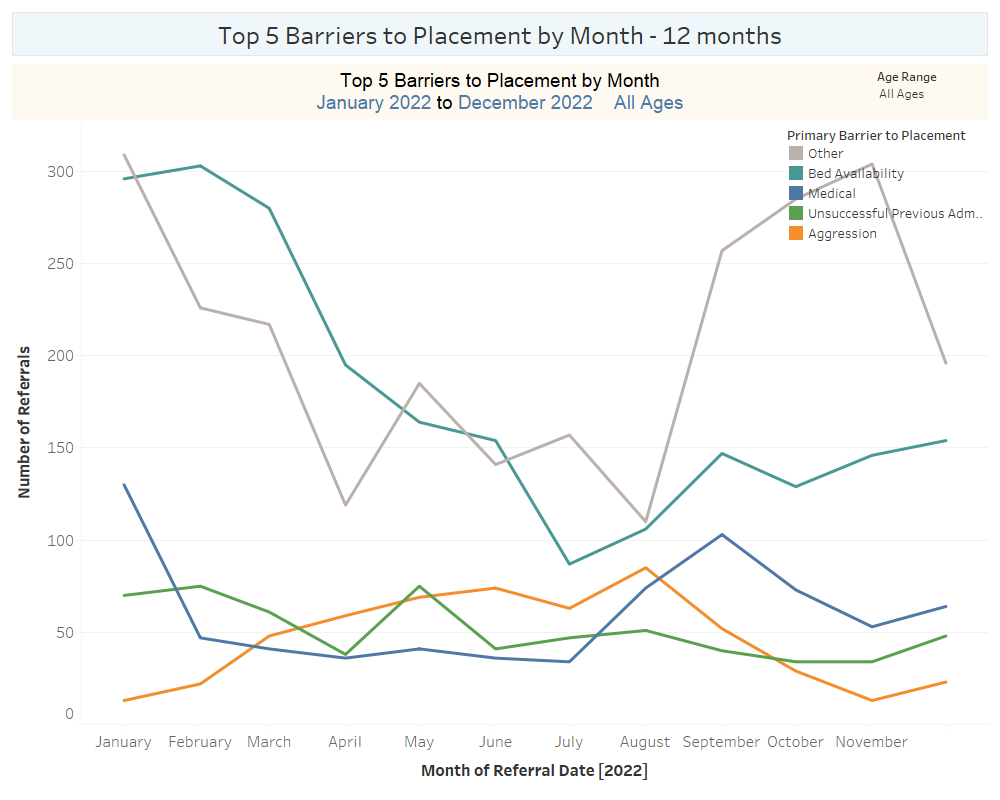 Top 5 Barriers to Placement by Month - 12 months
Top 5 Barriers to Placement by Month
January 2022 to December 2022 All Ages
Age Range
All Ages
Primary Barrier to Placement
Other
Bed Availability
Medical
Unsuccessful Previous Adm..
Aggression
Number of Referrals
300
250
200
150
100
50
0
January February March April May June July August September October November
Month of Referral Date [2022]